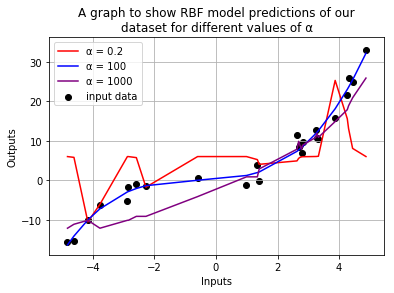 A graph to show RBF model predictions of our
dataset for different values of α
α = 0.2
α = 100
α = 1000
input data
Outputs
30
20
10
0
−10
−4
−2
0
2
4
Inputs